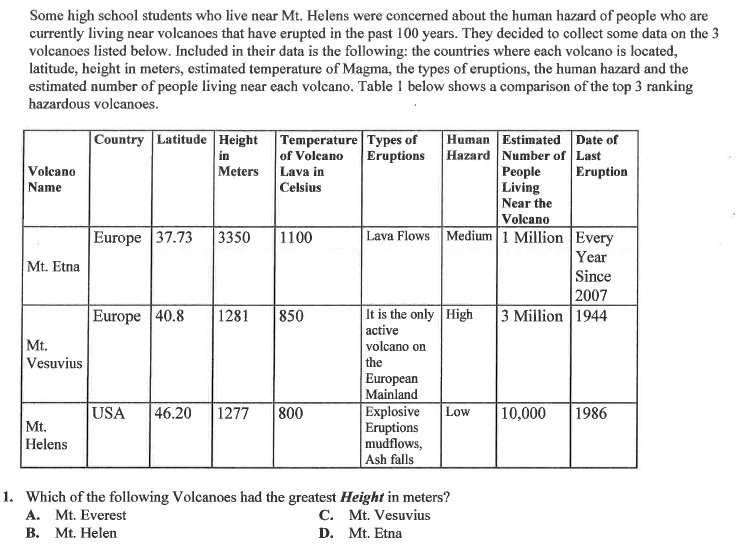 Some high school students who live near Mt. Helens were concerned about the human hazard of people who are
currently living near volcanoes that have erupted in the past 100 years. They decided to collect some data on the 3
volcanoes listed below. Included in their data is the following: the countries where each volcano is located,
latitude, height in meters, estimated temperature of Magma, the types of eruptions, the human hazard and the
estimated number of people living near each volcano. Table 1 below shows a comparison of the top 3 ranking
hazardous volcanoes.
Volcano
Name
Country
Latitude
Height
in
Meters
Temperature
of Volcano
Lava in
Celsius
Types of
Eruptions
Human
Hazard
Estimated
Number of
People
Living
Near the
Volcano
Date of
Last
Eruption
Mt. Etna
Europe
37.73
3350
1100
Lava Flows
Medium
1 Million
Every
Year
Since
2007
Mt.
Vesuvius
Europe
40.8
1281
850
It is the only
active
volcano on
the
European
Mainland
High
3 Million
1944
Mt.
Helens
USA
46.20
1277
800
Explosive
Eruptions
mudflows,
Ash falls
Low
10,000
1986
1. Which of the following Volcanoes had the greatest Height in meters?
A. Mt. Everest
B. Mt. Helen
C. Mt. Vesuvius
D. Mt. Etna